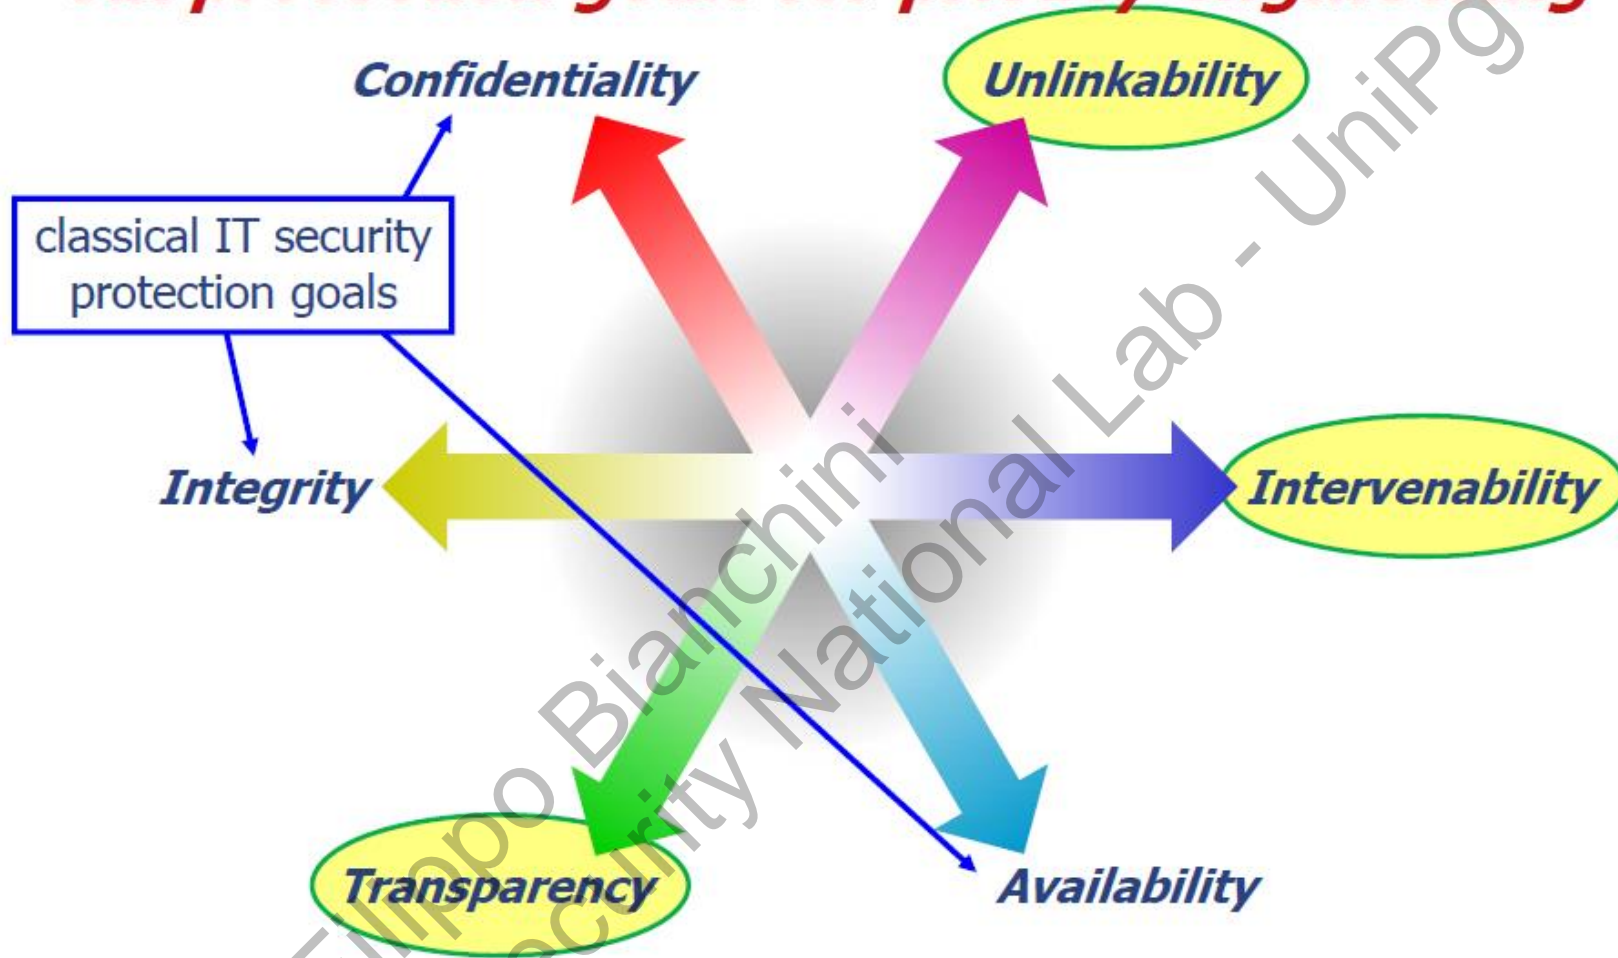 Confidentiality
Unlinkability
classical IT security
protection goals
Integrity
Intervenability
Transparency
Availability
Filippo Bianchini
Security National Lab - UniPg